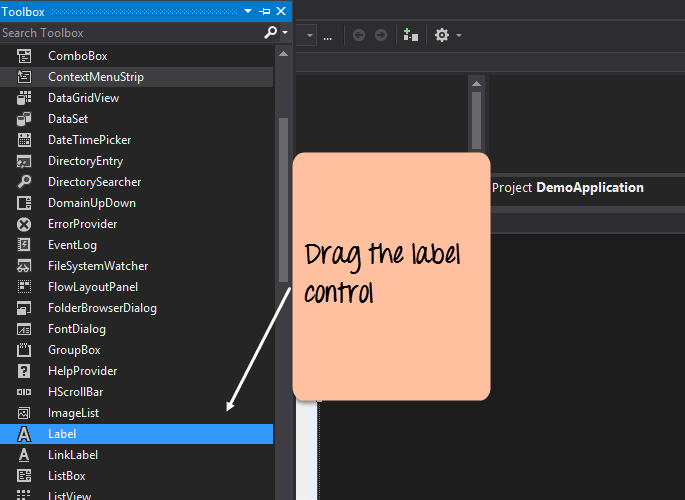 Toolbox
Search Toolbox
ComboBox
ContextMenuStrip
DataGridView
DataSet
DateTimePicker
DirectoryEntry
DirectorySearcher
DomainUpDown
ErrorProvider
EventLog
FileSystemWatcher
FlowLayoutPanel
FolderBrowserDialog
FontDialog
GroupBox
HelpProvider
HScrollBar
ImageList
Label
LinkLabel
ListBox
ListView
...
Project DemoApplication
Drag the label
control